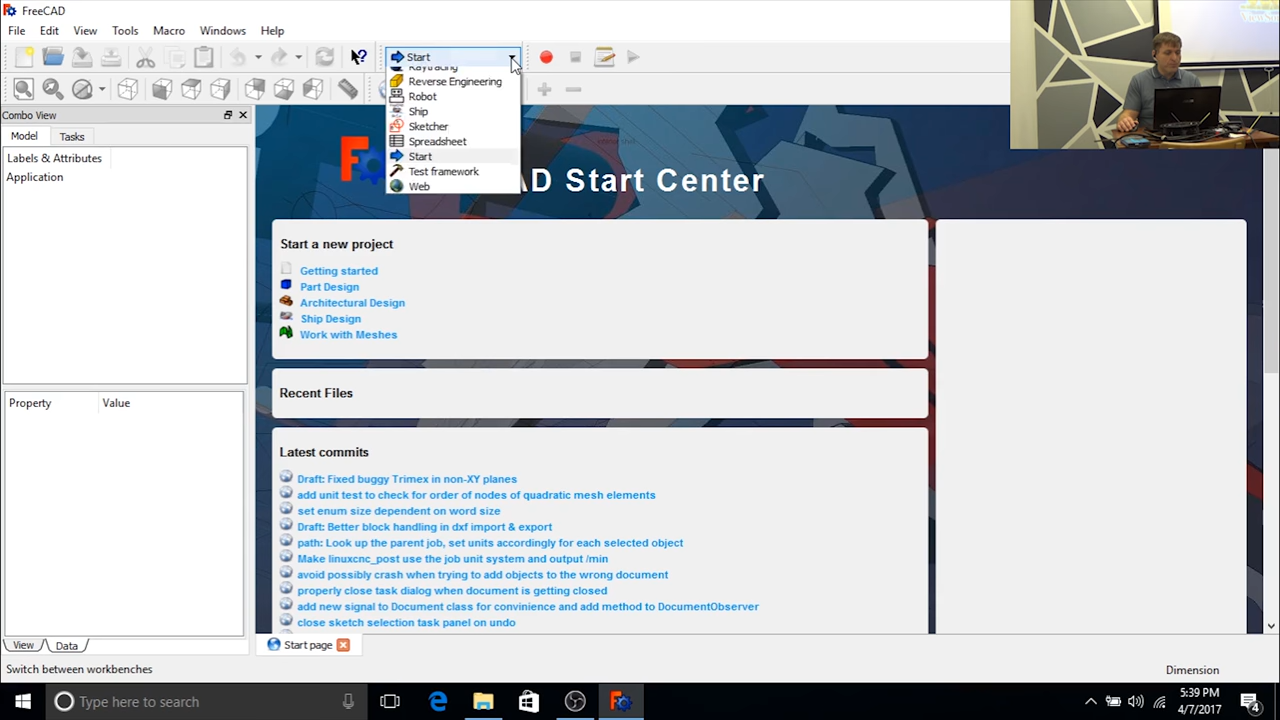 FreeCAD
File Edit View Tools Macro Windows Help
Start
Raytracing
Reverse Engineering
Robot
Ship
Sketcher
Spreadsheet
Start
Test framework
Web
Combo View
Model Tasks
Labels & Attributes
Application
Property Value
View Data
AD Start Center
Start a new project
Getting started
Part Design
Architectural Design
Ship Design
Work with Meshes
Recent Files
Latest commits
Draft: Fixed buggy Trimex in non-XY planes
add unit test to check for order of nodes of quadratic mesh elements
set enum size dependent on word size
Draft: Better block handling in dxf import & export
path: Look up the parent job, set units accordingly for each selected object
Make linuxcnc_post use the job unit system and output /min
avoid possibly crash when trying to add objects to the wrong document
properly close task dialog when document is getting closed
add new signal to Document class for convinience and add method to DocumentObserver
close sketch selection task panel on undo
Start page
Switch between workbenches
Dimension
Type here to search
5:39 PM
4/7/2017
4